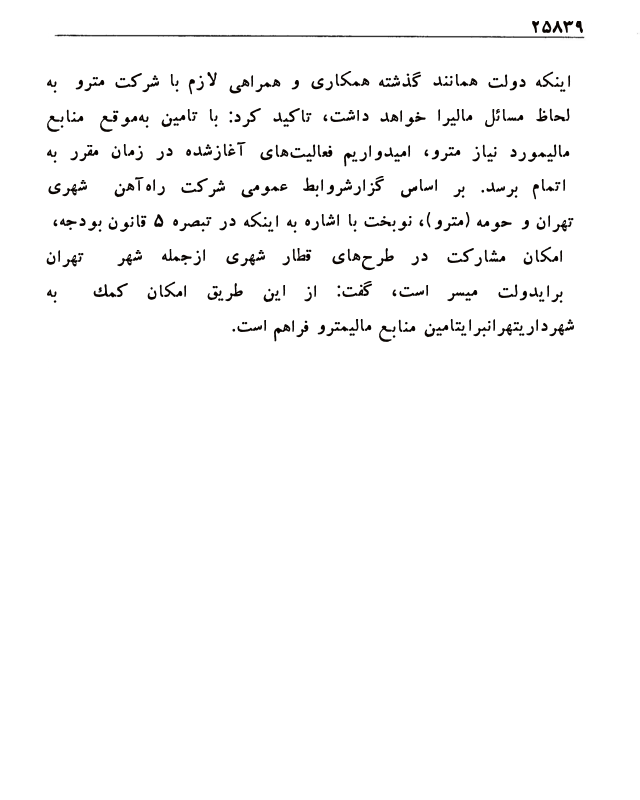 ۲۵۸۳۹
اینکه دولت همانند گذشته همکاری و همراهی لازم با شرکت مترو به
لحاظ مسائل مالیرا خواهد داشت، تاکید کرد: با تامین به‌موقع منابع
مالیمورد نیاز مترو، امیدواریم فعالیت‌های آغازشده در زمان مقرر به
اتمام برسد. بر اساس گزارشروابط عمومی شرکت راه‌آهن شهری
تهران و حومه (مترو)، نوبخت با اشاره به اینکه در تبصره ۵ قانون بودجه،
امکان مشارکت در طرح‌های قطار شهری ازجمله شهر تهران
برایدولت میسر است، گفت: از این طریق امکان کمك به
شهرداریتهرانبرایتامین منابع مالیمترو فراهم است.